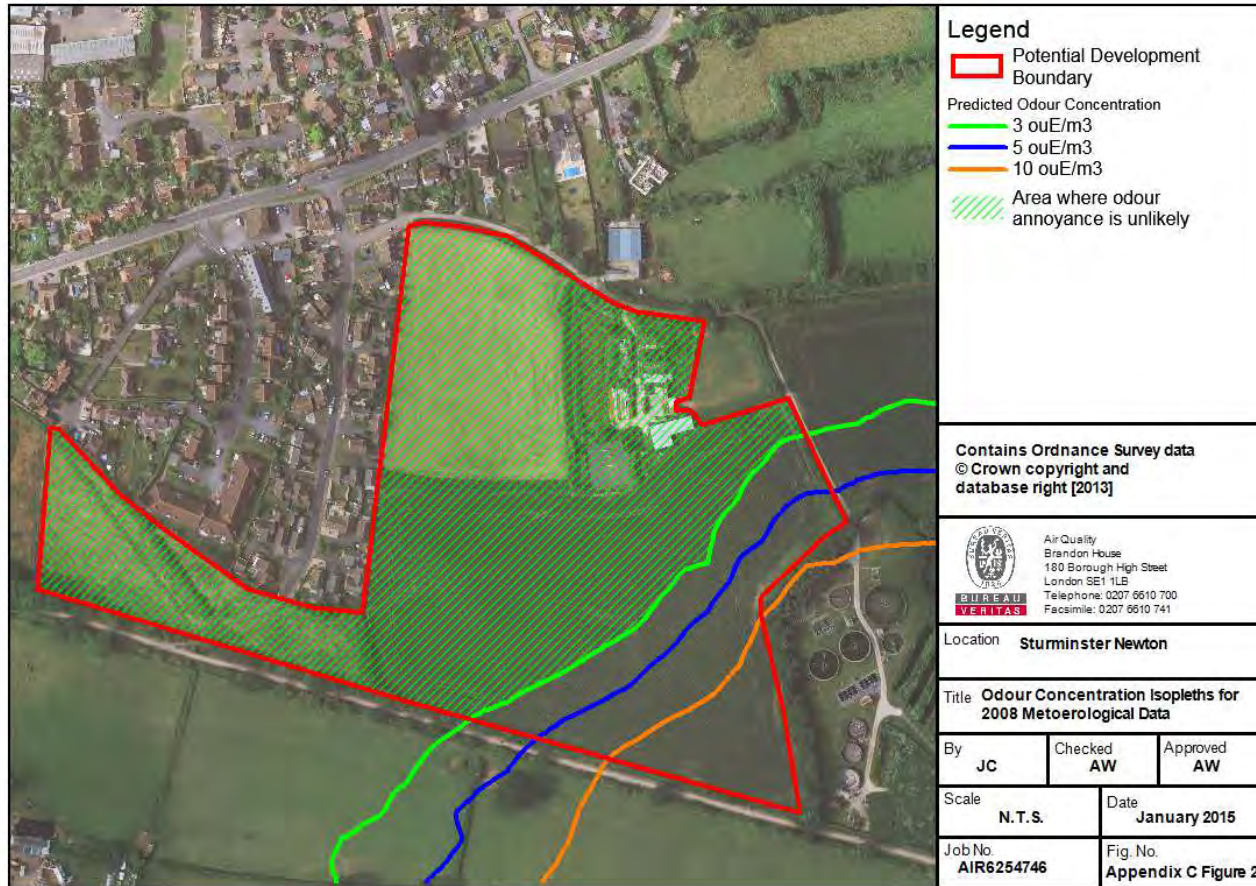 Legend
Potential Development
Boundary
Predicted Odour Concentration
3 ouE/m3
5 ouE/m3
10 ouE/m3
Area where odour
annoyance is unlikely
Contains Ordnance Survey data
© Crown copyright and
database right [2013]
BUREAU VERITAS
1828
BUREAU
VERITAS
Air Quality
Brandon House
180 Borough High Street
London SE1 1LB
Telephone: 0207 6610 700
Facsimile: 0207 6610 741
Location Sturminster Newton
Title Odour Concentration Isopleths for
2008 Metoerological Data
By
JC
Checked
AW
Approved
AW
Scale
N.T.S.
Date
January 2015
Job No.
AIR6254746
Fig. No.
Appendix C Figure 2